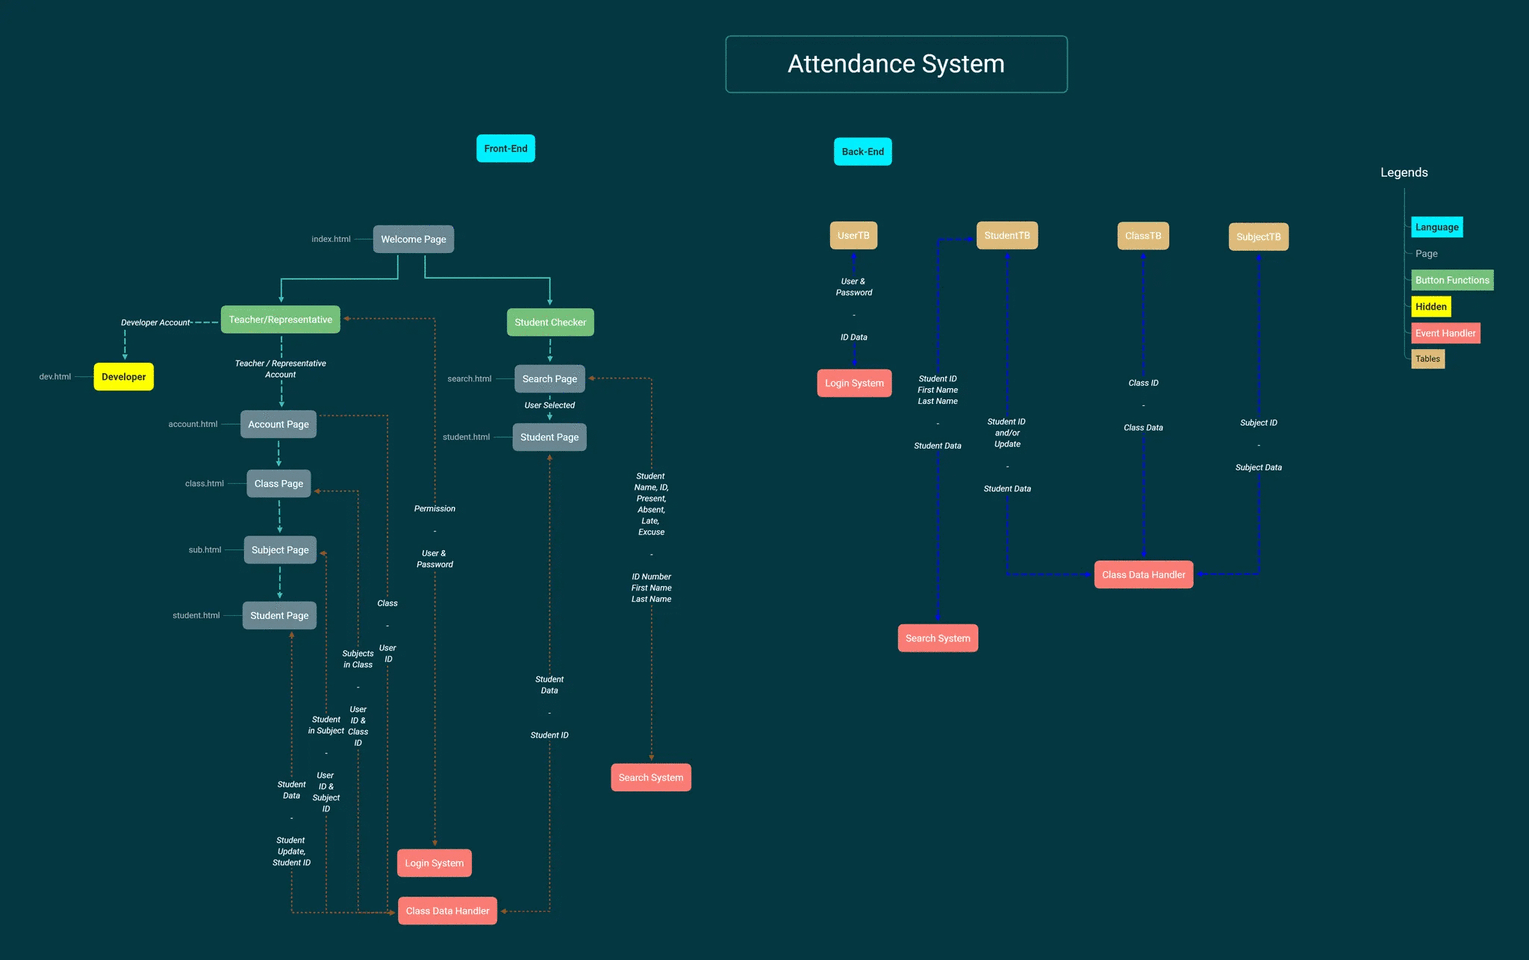 Attendance System
Front-End
Back-End
Legends
Language
Page
Button Functions
Hidden
Event Handler
Tables
index.html
Welcome Page
Developer Account
Teacher/Representative
Student Checker
dev.html
Developer
Teacher / Representative
Account
search.html
Search Page
User Selected
account.html
Account Page
student.html
Student Page
class.html
Class Page
sub.html
Subject Page
student.html
Student Page
Permission
-
User &
Password
Class
-
User
ID
Subjects
in Class
-
User
ID &
Class
ID
Student
in Subject
-
User
ID &
Subject
ID
Student
Data
-
Student
Update,
Student ID
Student
Data
-
Student ID
Student
Name, ID,
Present,
Absent,
Late,
Excuse
-
ID Number
First Name
Last Name
Search System
Login System
Class Data Handler
UserTB
StudentTB
ClassTB
SubjectTB
User &
Password
-
ID Data
Login System
Student ID
First Name
Last Name
-
Student Data
Student ID
and/or
Update
-
Student Data
Class ID
-
Class Data
Subject ID
-
Subject Data
Class Data Handler
Search System